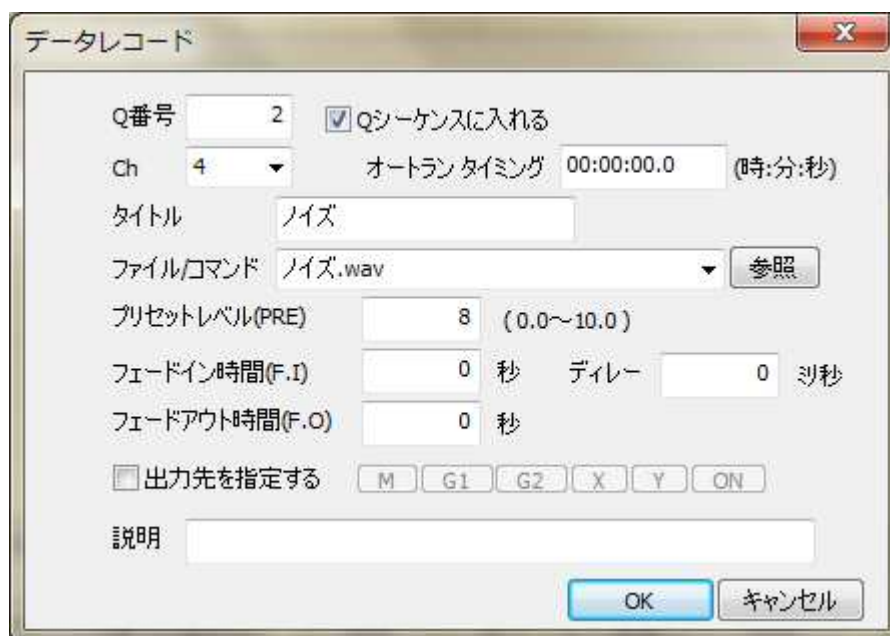 データレコード
Q番号 2 Qシーケンスに入れる
Ch 4 オートラン タイミング 00:00:00.0 (時:分:秒)
タイトル ノイズ
ファイル/コマンド ノイズ.wav 参照
プリセットレベル(PRE) 8 (0.0~10.0)
フェードイン時間(F.I) 0 秒 ディレー 0 ミリ秒
フェードアウト時間(F.O) 0 秒
出力先を指定する M G1 G2 X Y ON
説明
OK キャンセル